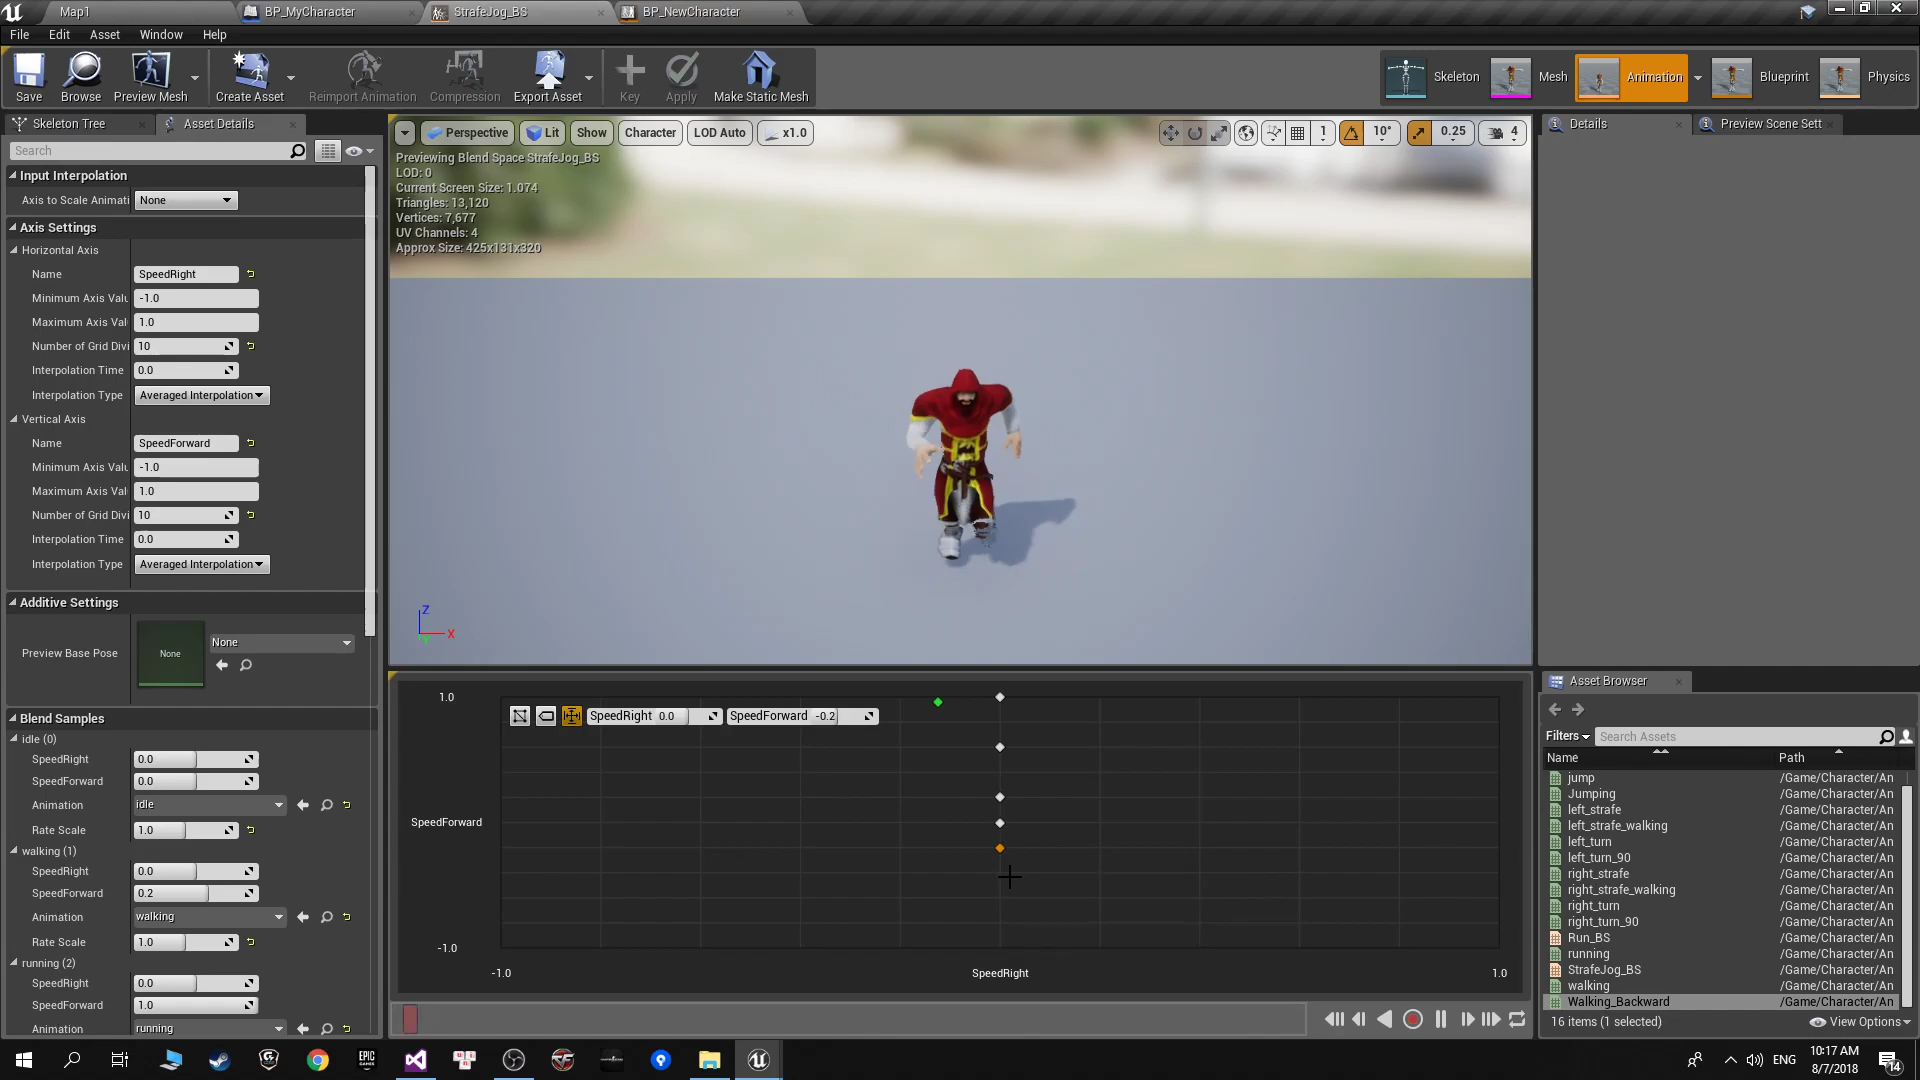 Map1
BP_MyCharacter
StrafeJog_BS
BP_NewCharacter
File Edit Asset Window Help
Save
Browse
Preview Mesh
Create Asset
Reimport Animation
Compression
Export Asset
Key
Apply
Make Static Mesh
Skeleton
Mesh
Animation
Blueprint
Physics
Skeleton Tree
Asset Details
Search
Input Interpolation
Axis to Scale Animati None
Axis Settings
Horizontal Axis
Name SpeedRight
Minimum Axis Valu -1.0
Maximum Axis Val 1.0
Number of Grid Divi 10
Interpolation Time 0.0
Interpolation Type Averaged Interpolation
Vertical Axis
Name SpeedForward
Minimum Axis Valu -1.0
Maximum Axis Val 1.0
Number of Grid Divi 10
Interpolation Time 0.0
Interpolation Type Averaged Interpolation
Additive Settings
Preview Base Pose None None
Blend Samples
idle (0)
SpeedRight 0.0
SpeedForward 0.0
Animation idle
Rate Scale 1.0
walking (1)
SpeedRight 0.0
SpeedForward 0.2
Animation walking
Rate Scale 1.0
running (2)
SpeedRight 0.0
SpeedForward 1.0
Animation running
Perspective Lit Show Character LOD Auto x1.0
1 10° 0.25 4
Previewing Blend Space StrafeJog_BS
LOD: 0
Current Screen Size: 1.074
Triangles: 13,120
Vertices: 7,677
UV Channels: 4
Approx Size: 425x131x320
Z
X
Y
1.0
SpeedRight 0.0 SpeedForward -0.2
SpeedForward
-1.0
-1.0 SpeedRight 1.0
Details
Preview Scene Sett
Asset Browser
Filters Search Assets
Name Path
jump /Game/Character/An
Jumping /Game/Character/An
left_strafe /Game/Character/An
left_strafe_walking /Game/Character/An
left_turn /Game/Character/An
left_turn_90 /Game/Character/An
right_strafe /Game/Character/An
right_strafe_walking /Game/Character/An
right_turn /Game/Character/An
right_turn_90 /Game/Character/An
Run_BS /Game/Character/An
running /Game/Character/An
StrafeJog_BS /Game/Character/An
walking /Game/Character/An
Walking_Backward /Game/Character/An
16 items (1 selected) View Options
EPIC
GAMES
ENG
10:17 AM
8/7/2018
14